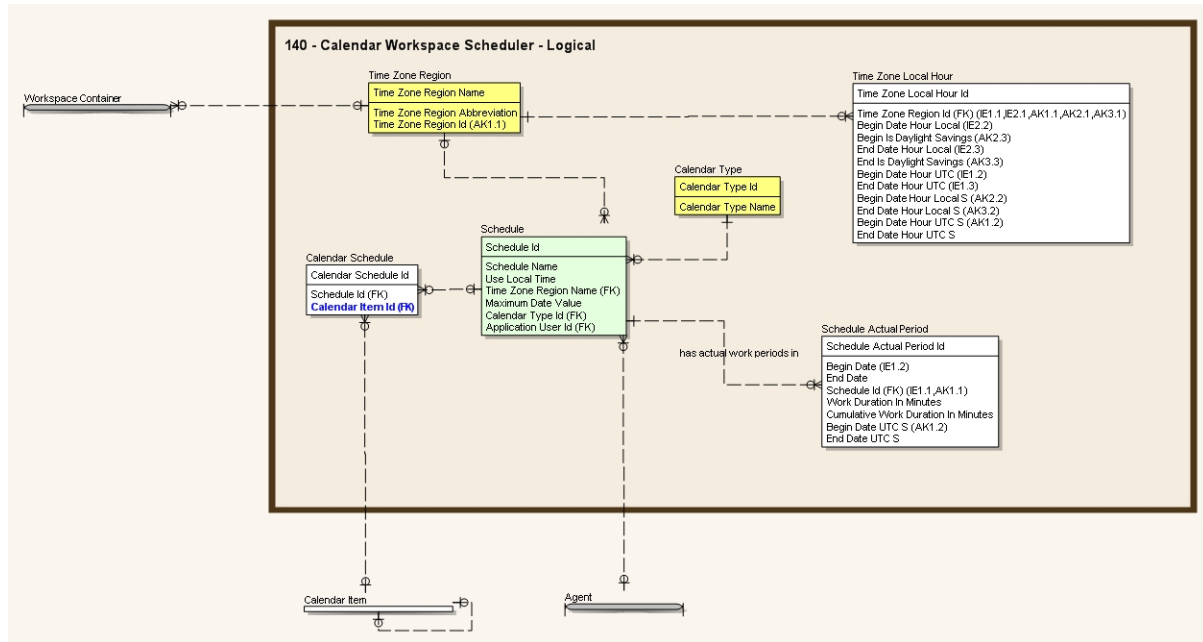 140 - Calendar Workspace Scheduler - Logical
Workspace Container
Time Zone Region
Time Zone Region Name
Time Zone Region Abbreviation
Time Zone Region Id (AK1.1)
Time Zone Local Hour
Time Zone Local Hour Id
Time Zone Region Id (FK) (IE1.1,IE2.1,AK1.1,AK2.1,AK3.1)
Begin Date Hour Local (IE2.2)
Begin Is Daylight Savings (AK2.3)
End Date Hour Local (IE2.3)
End Is Daylight Savings (AK3.3)
Begin Date Hour UTC (IE1.2)
End Date Hour UTC (IE1.3)
Begin Date Hour Local S (AK2.2)
End Date Hour Local S (AK3.2)
Begin Date Hour UTC S (AK1.2)
End Date Hour UTC S
Calendar Type
Calendar Type Id
Calendar Type Name
Schedule
Schedule Id
Schedule Name
Use Local Time
Time Zone Region Name (FK)
Maximum Date Value
Calendar Type Id (FK)
Application User Id (FK)
Calendar Schedule
Calendar Schedule Id
Schedule Id (FK)
Calendar Item Id (FK)
has actual work periods in
Schedule Actual Period
Schedule Actual Period Id
Begin Date (IE1.2)
End Date
Schedule Id (FK) (IE1.1,AK1.1)
Work Duration In Minutes
Cumulative Work Duration In Minutes
Begin Date UTC S (AK1.2)
End Date UTC S
Calendar Item
Agent